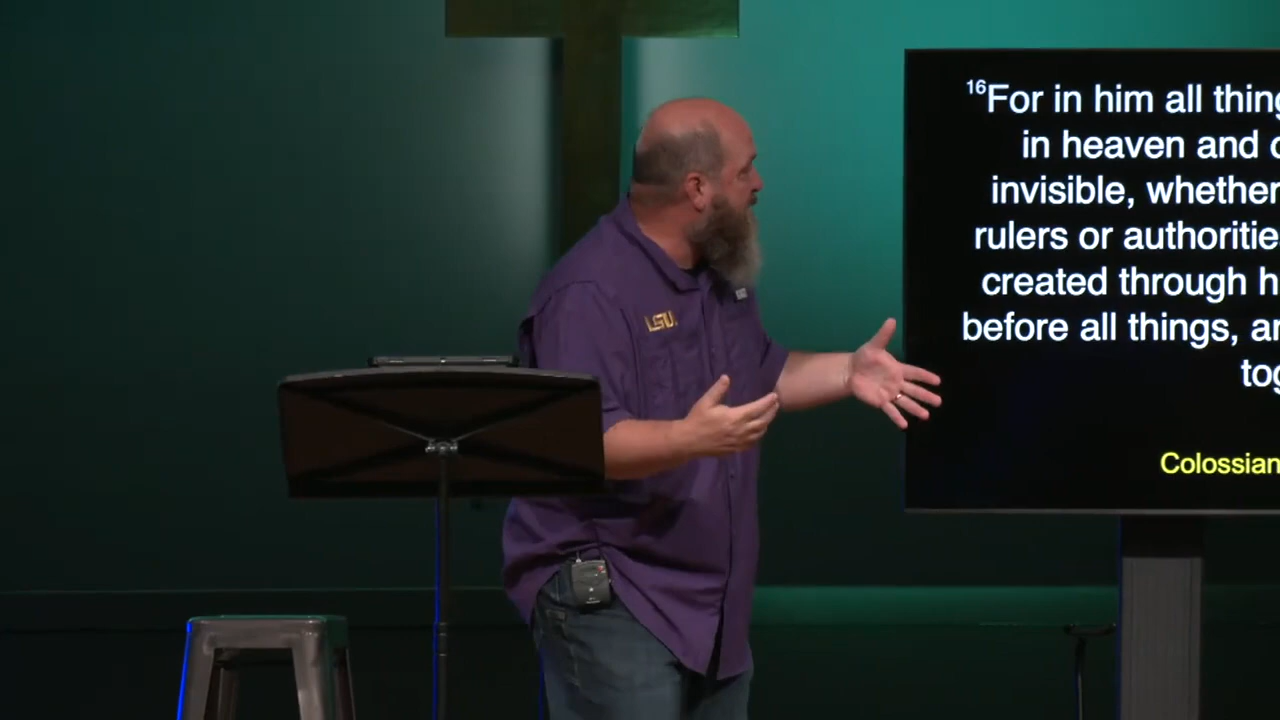 LSU
16For in him all thing
in heaven and
invisible, whether
rulers or authoritie
created through h
before all things, a
tog
Colossian